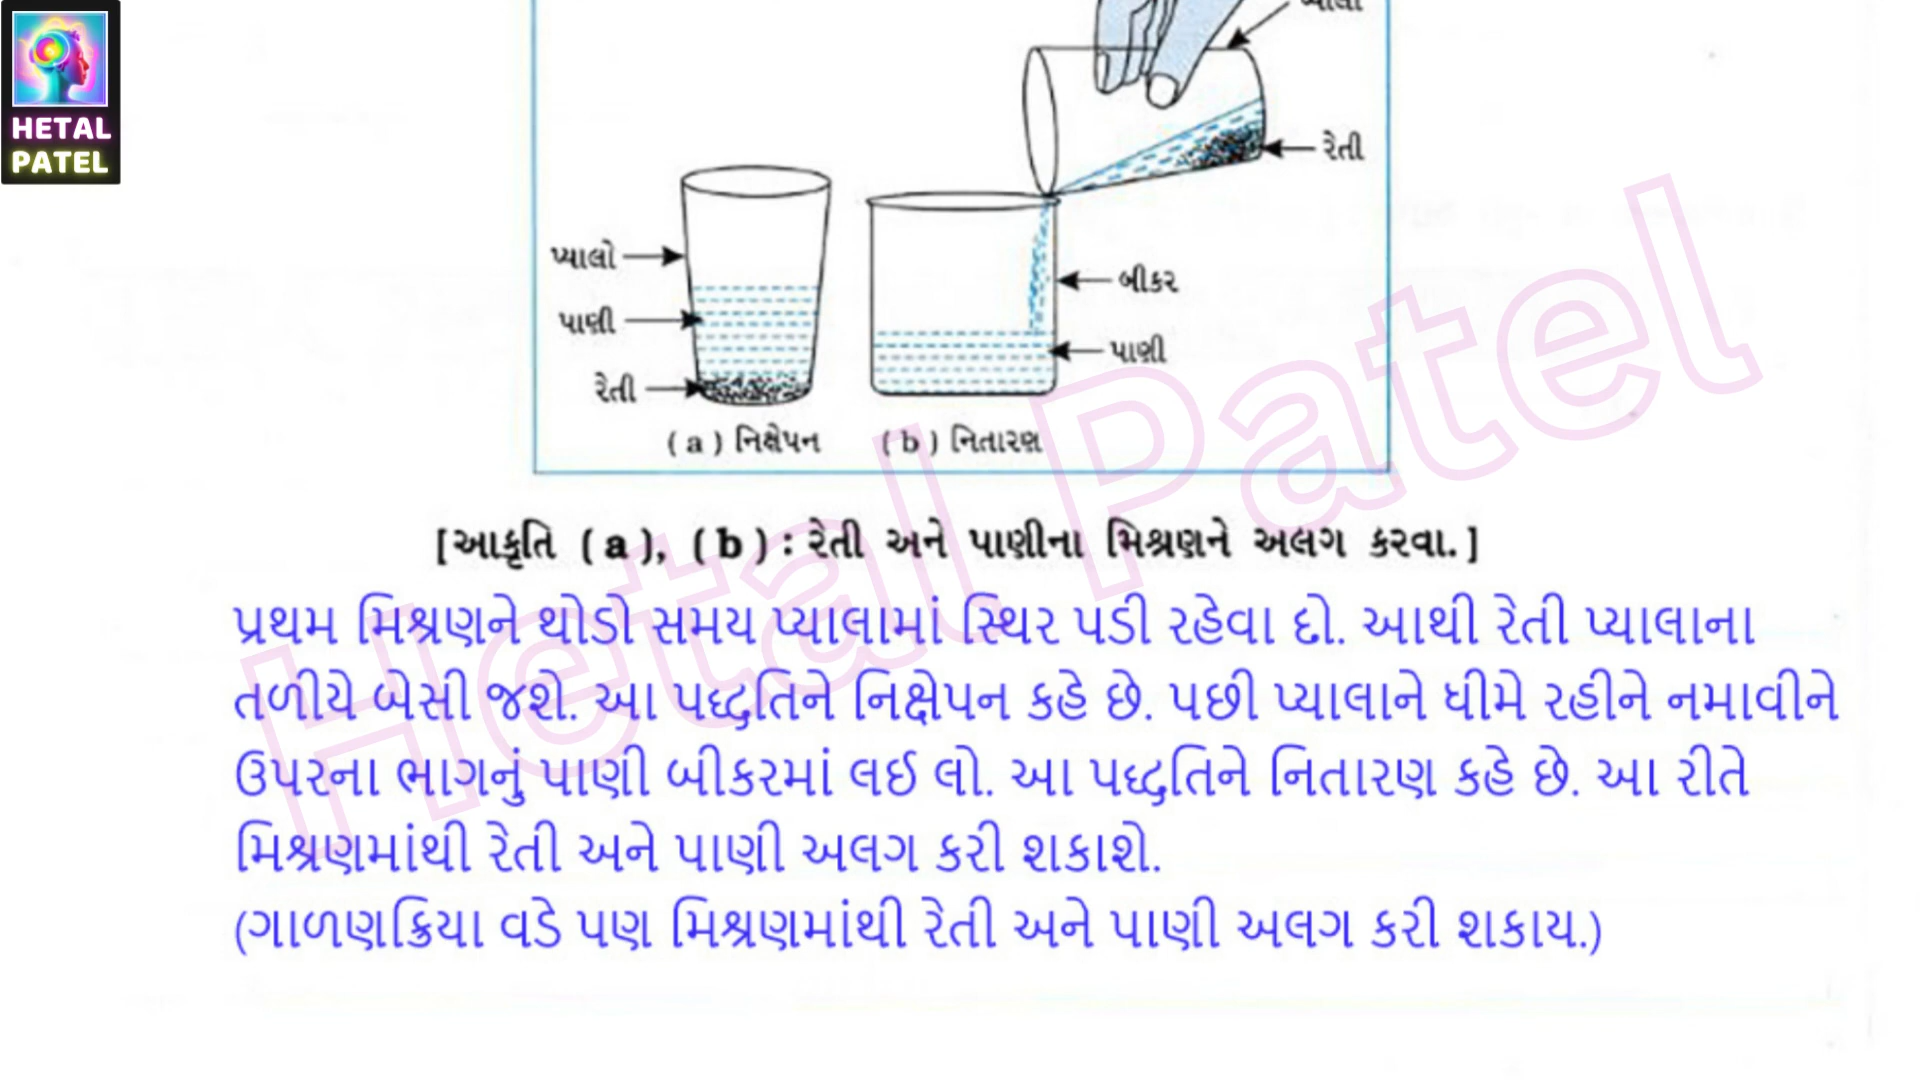 HETAL
PATEL
પ્યાલો
રેતી
પ્યાલો
પાણી
રેતી
બીકર
પાણી
( a ) નિક્ષેપન ( b ) નિતારણ
[આકૃતિ ( a ), ( b ) : રેતી અને પાણીના મિશ્રણને અલગ કરવા.]
પ્રથમ મિશ્રણને થોડો સમય પ્યાલામાં સ્થિર પડી રહેવા દો. આથી રેતી પ્યાલાના
તળીયે બેસી જશે. આ પદ્ધતિને નિક્ષેપન કહે છે. પછી પ્યાલાને ધીમે રહીને નમાવીને
ઉપરના ભાગનું પાણી બીકરમાં લઈ લો. આ પદ્ધતિને નિતારણ કહે છે. આ રીતે
મિશ્રણમાંથી રેતી અને પાણી અલગ કરી શકાશે.
(ગાળણક્રિયા વડે પણ મિશ્રણમાંથી રેતી અને પાણી અલગ કરી શકાય.)
Hetal Patel